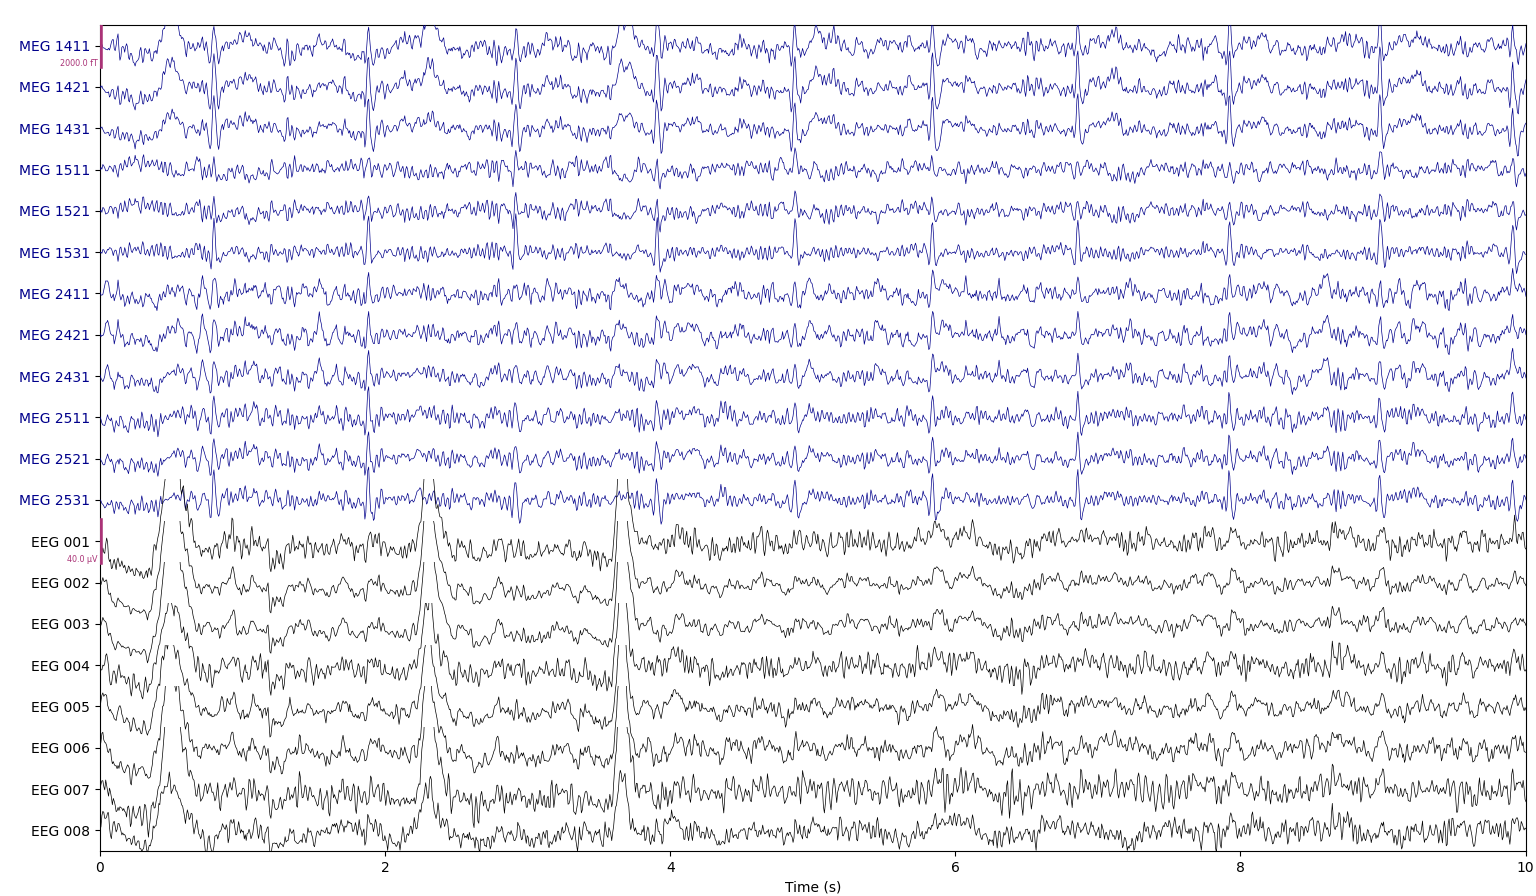 MEG 1411
2000.0 fT
MEG 1421
MEG 1431
MEG 1511
MEG 1521
MEG 1531
MEG 2411
MEG 2421
MEG 2431
MEG 2511
MEG 2521
MEG 2531
EEG 001
40.0 µV
EEG 002
EEG 003
EEG 004
EEG 005
EEG 006
EEG 007
EEG 008
0 2 4 6 8 10
Time (s)